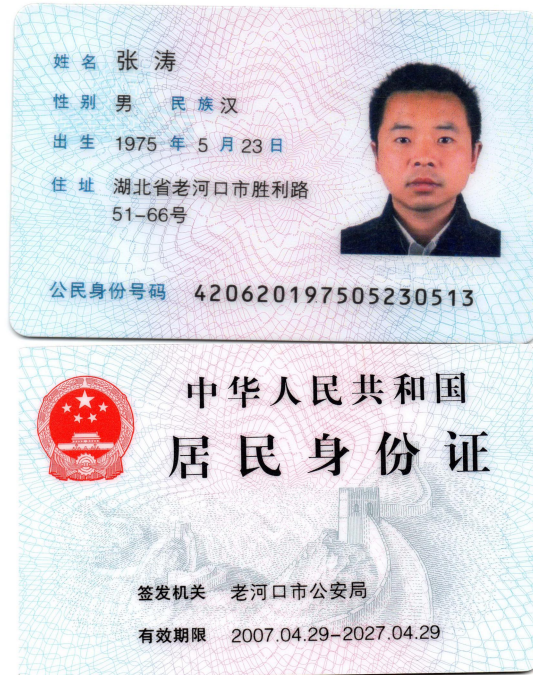 姓名 张涛
性别 男 民族 汉
出生 1975 年 5 月 23 日
住址 湖北省老河口市胜利路
51-66号
公民身份号码 420620197505230513
中华人民共和国
居民身份证
签发机关 老河口市公安局
有效期限 2007.04.29-2027.04.29